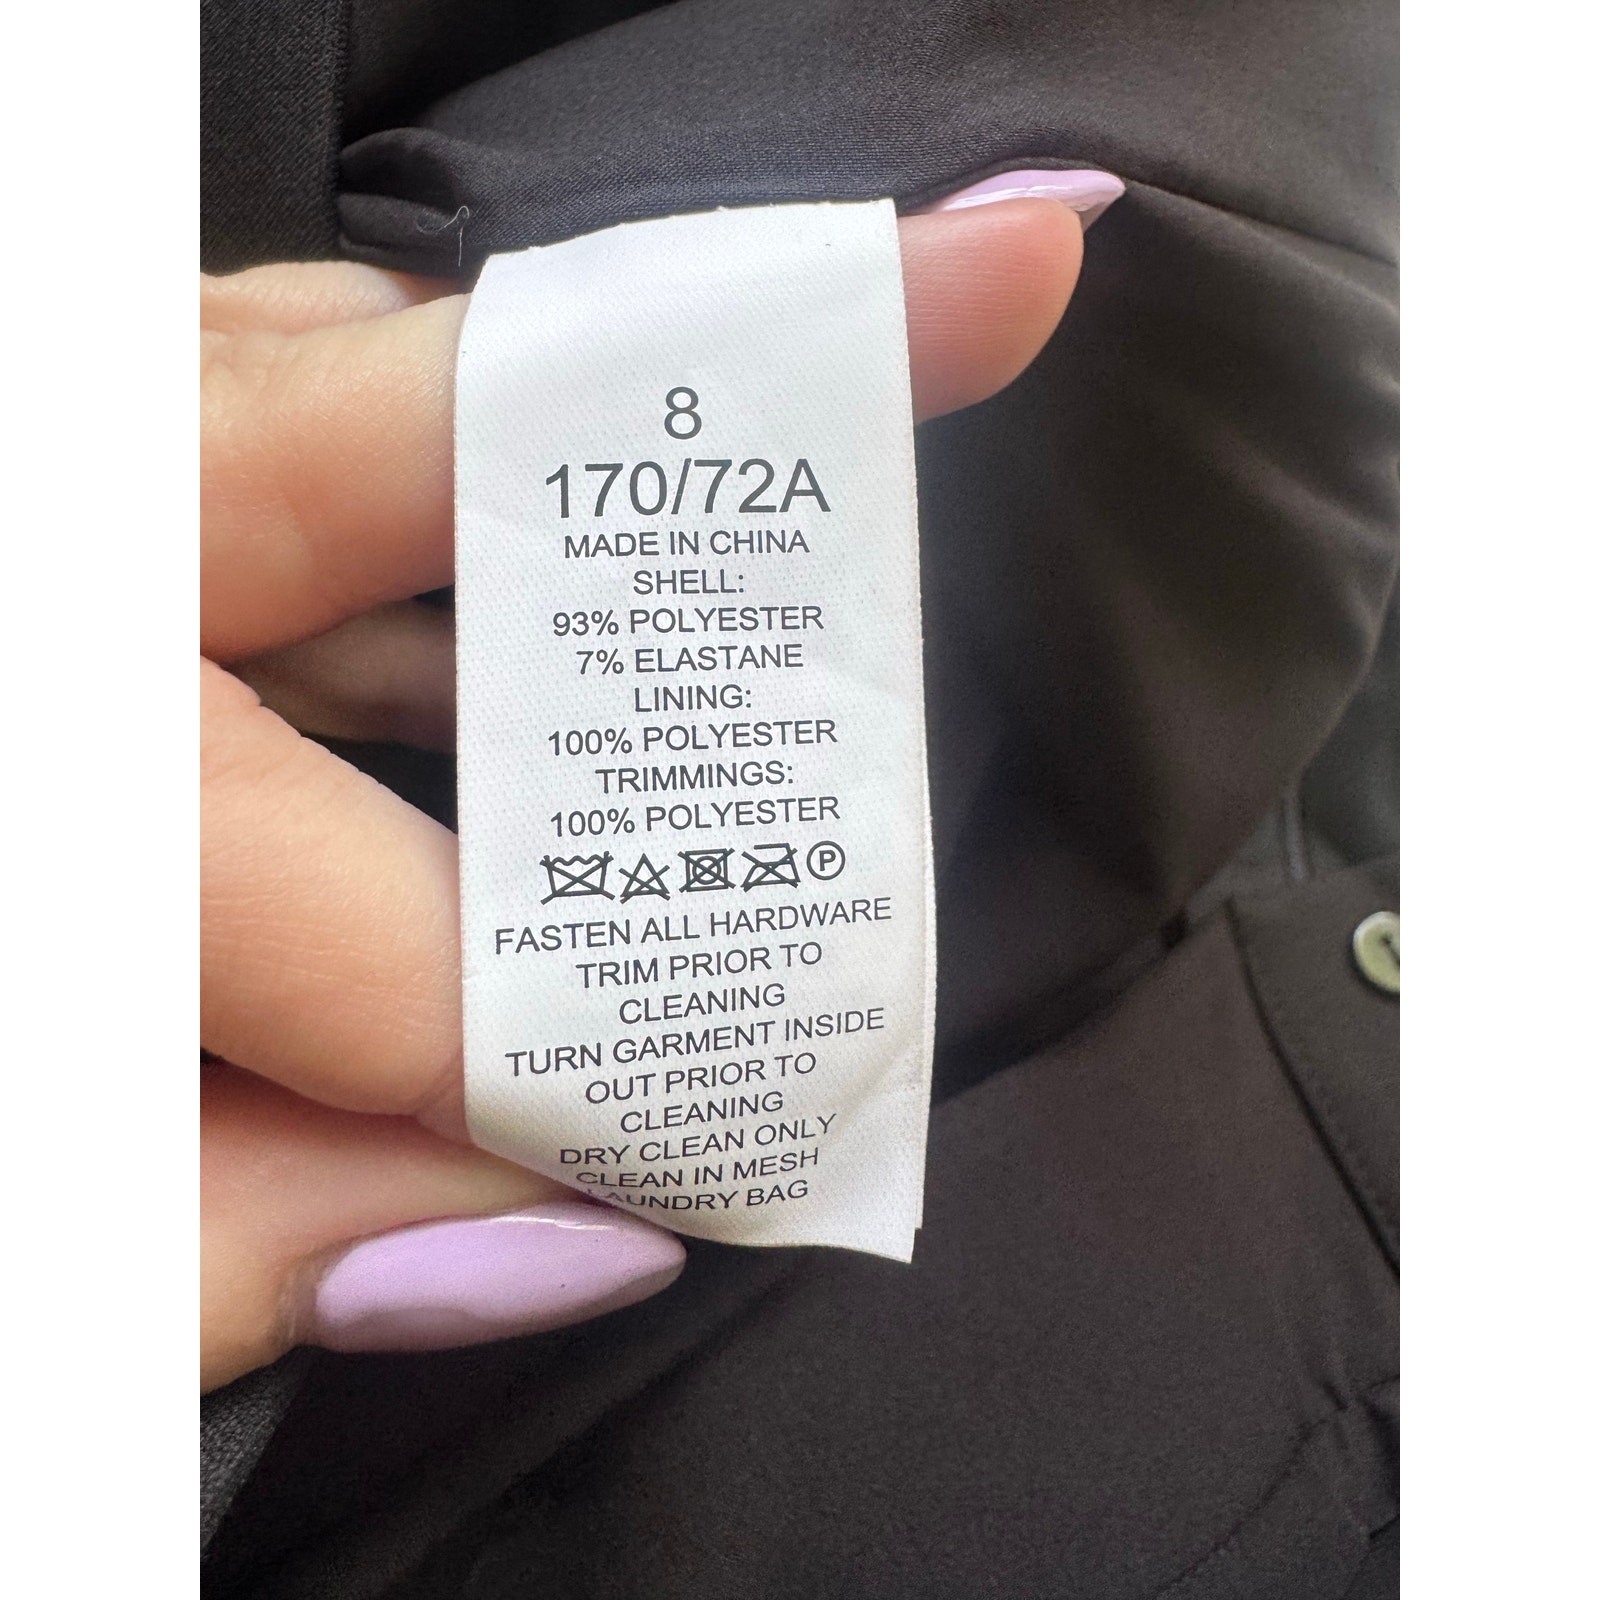 8
170/72A
MADE IN CHINA
SHELL:
93% POLYESTER
7% ELASTANE
LINING:
100% POLYESTER
TRIMMINGS:
100% POLYESTER
P
FASTEN ALL HARDWARE
TRIM PRIOR TO
CLEANING
TURN GARMENT INSIDE
OUT PRIOR TO
CLEANING
DRY CLEAN ONLY
CLEAN IN MESH
LAUNDRY BAG